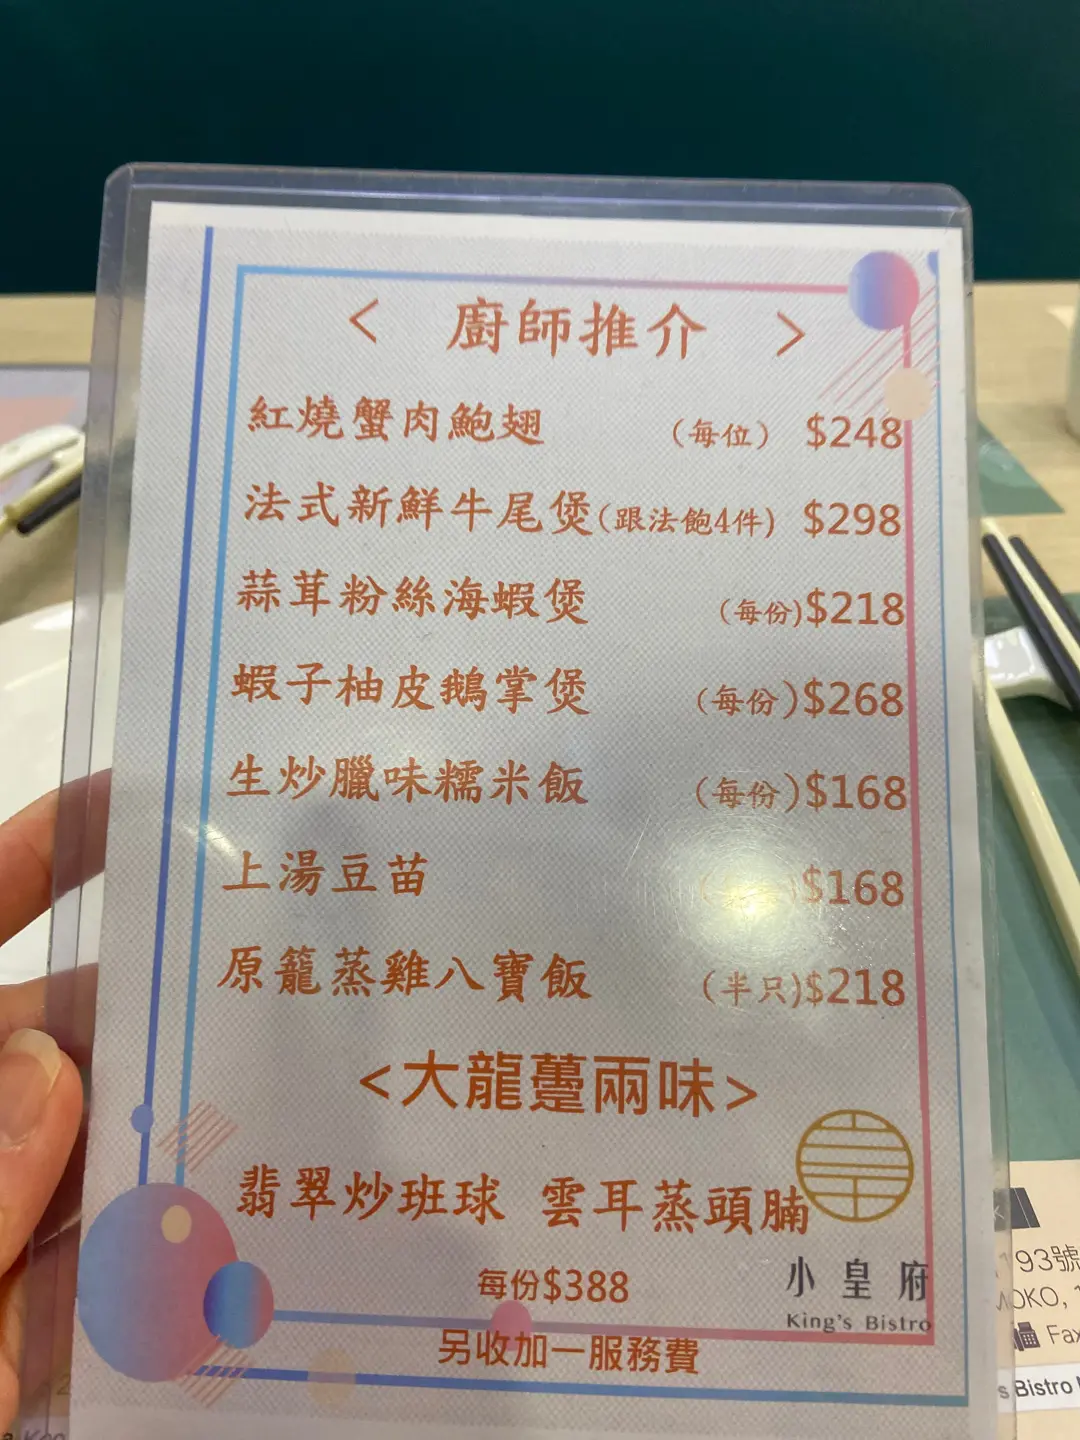 < 廚師推介 >
紅燒蟹肉鮑翅 (每位) $248
法式新鮮牛尾煲(跟法飽4件) $298
蒜茸粉絲海蝦煲 (每份)$218
蝦子柚皮鵝掌煲 (每份)$268
生炒臘味糯米飯 (每份)$168
上湯豆苗 $168
原籠蒸雞八寶飯 (半只)$218
<大龍躉兩味>
翡翠炒班球 雲耳蒸頭腩
每份$388
小皇府
King's Bistro
另收加一服務費
193號
MOKO, 1
Fax
s Bistro